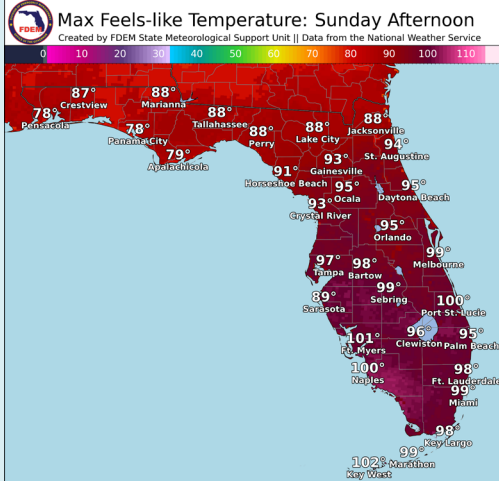 Max Feels-like Temperature: Sunday Afternoon
Created by FDEM State Meteorological Support Unit || Data from the National Weather Service
FDEM
0 10 20 30 40 50 60 70 80 90 100 110
87°
Crestview
88°
Marianna
78°
Pensacola
78°
Panama City
88°
Tallahassee
79°
Apalachicola
88°
Perry
88°
Lake City
88°
Jacksonville
94°
St. Augustine
93°
Gainesville
91°
Horseshoe Beach
95°
Ocala
95°
Daytona Beach
93°
Crystal River
95°
Orlando
99°
Melbourne
97°
Tampa
98°
Bartow
99°
Sebring
89°
Sarasota
100°
Port St. Lucie
96°
Clewiston
95°
Palm Beach
101°
Ft. Myers
100°
Naples
98°
Ft. Lauderdale
99°
Miami
98°
Key Largo
99°
Marathon
102°
Key West